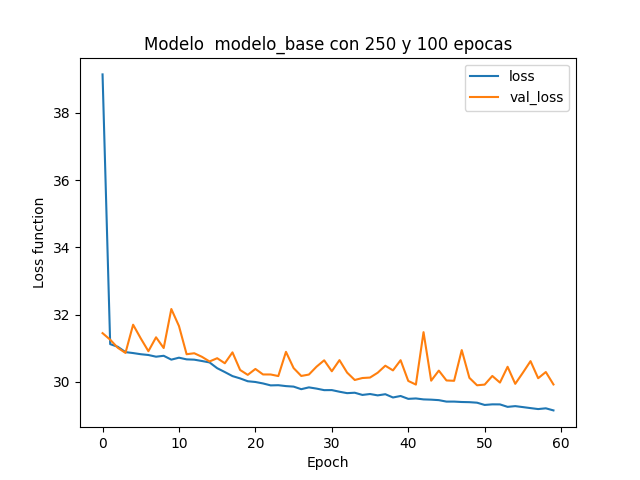 Modelo  modelo_base con 250 y 100 epocas
loss
val_loss
Loss function
38
36
34
32
30
0 10 20 30 40 50 60
Epoch